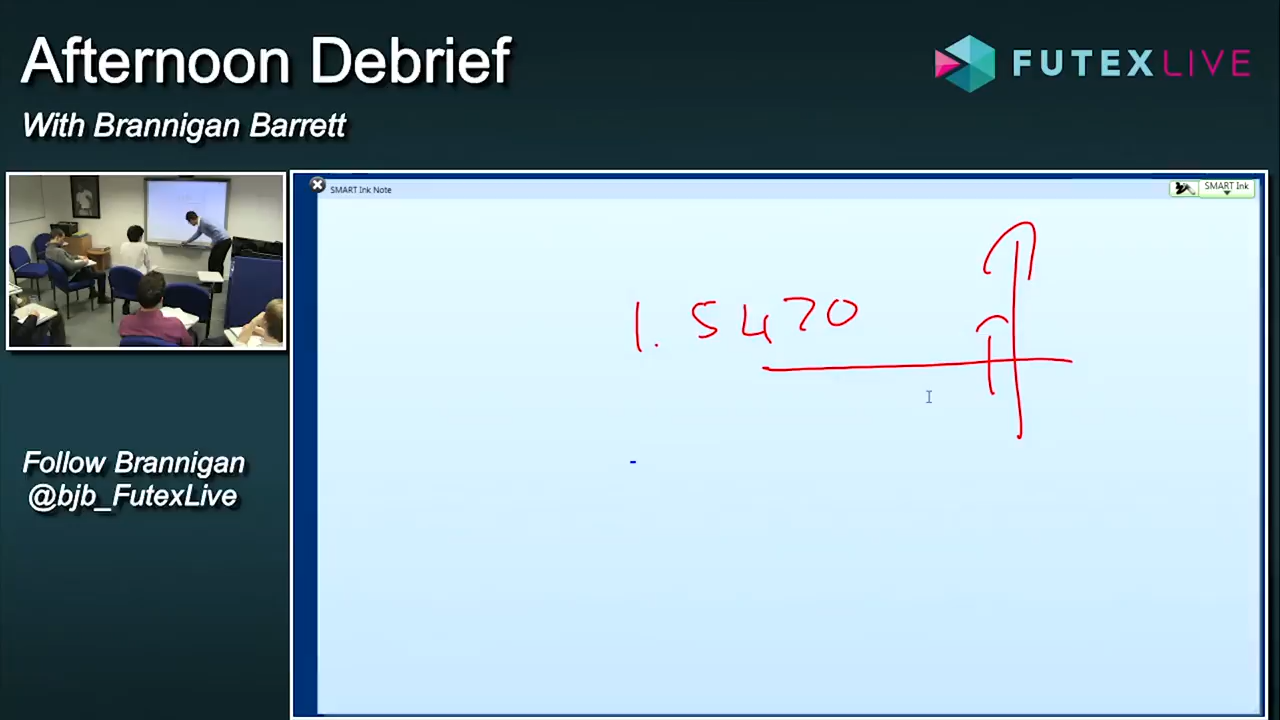 Afternoon Debrief
With Brannigan Barrett
FUTEXLIVE
SMART Ink Note
SMART Ink
1.5470
Follow Brannigan
@bjb_FutexLive